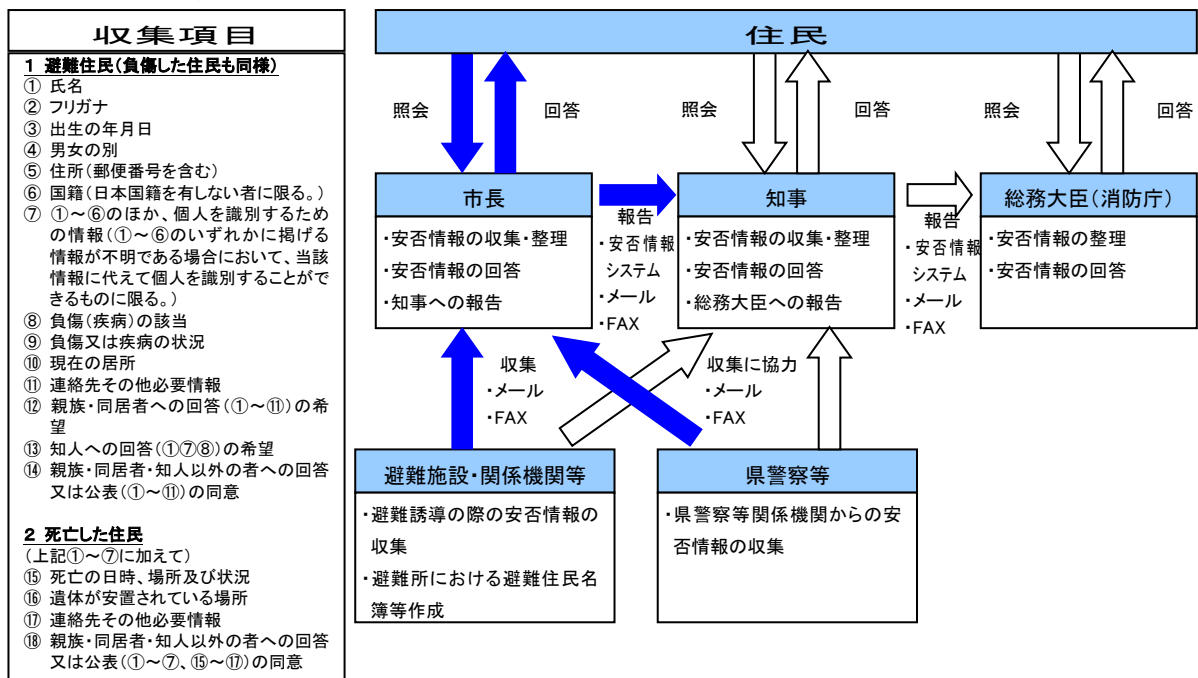 収集項目
1 避難住民(負傷した住民も同様)
① 氏名
② フリガナ
③ 出生の年月日
④ 男女の別
⑤ 住所(郵便番号を含む)
⑥ 国籍(日本国籍を有しない者に限る。)
⑦ ①～⑥のほか、個人を識別するため
の情報(①～⑥のいずれかに掲げる
情報が不明である場合において、当該
情報に代えて個人を識別することがで
きるものに限る。)
⑧ 負傷(疾病)の該当
⑨ 負傷又は疾病の状況
⑩ 現在の居所
⑪ 連絡先その他必要情報
⑫ 親族・同居者への回答(①～⑪)の希
望
⑬ 知人への回答(①⑦⑧)の希望
⑭ 親族・同居者・知人以外の者への回答
又は公表(①～⑪)の同意
2 死亡した住民
(上記①～⑦に加えて)
⑮ 死亡の日時、場所及び状況
⑯ 遺体が安置されている場所
⑰ 連絡先その他必要情報
⑱ 親族・同居者・知人以外の者への回答
又は公表(①～⑦、⑮～⑰)の同意
住民
照会
回答
照会
回答
照会
回答
市長
・安否情報の収集・整理
・安否情報の回答
・知事への報告
報告
・安否情報
システム
・メール
・FAX
知事
・安否情報の収集・整理
・安否情報の回答
・総務大臣への報告
報告
・安否情報
システム
・メール
・FAX
総務大臣(消防庁)
・安否情報の整理
・安否情報の回答
収集
・メール
・FAX
収集に協力
・メール
・FAX
避難施設・関係機関等
・避難誘導の際の安否情報の
収集
・避難所における避難住民名
簿等作成
県警察等
・県警察等関係機関からの安
否情報の収集